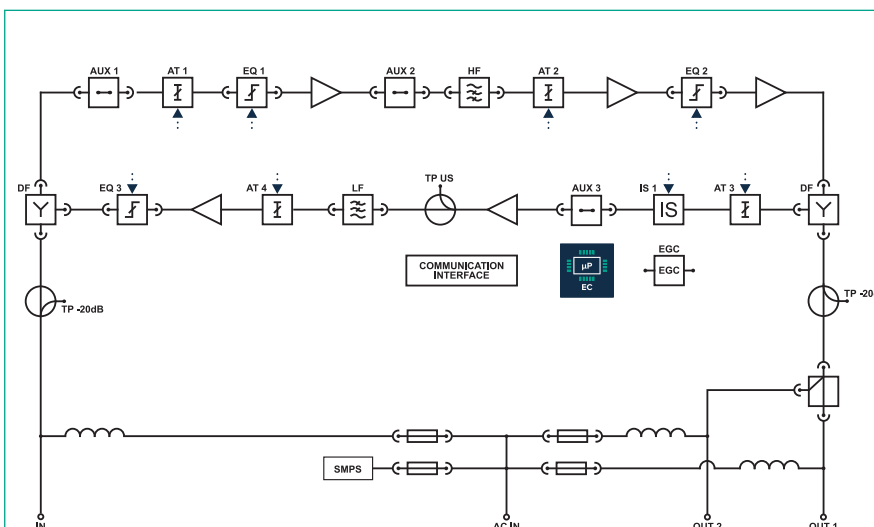 AUX 1
AT 1
EQ 1
AUX 2
HF
AT 2
EQ 2
DF
EQ 3
AT 4
LF
TP US
AUX 3
IS 1
AT 3
DF
IS
COMMUNICATION
INTERFACE
µP
EC
EGC
EGC
TP -20dB
TP -20
SMPS
IN
AC IN
OUT 2
OUT 1